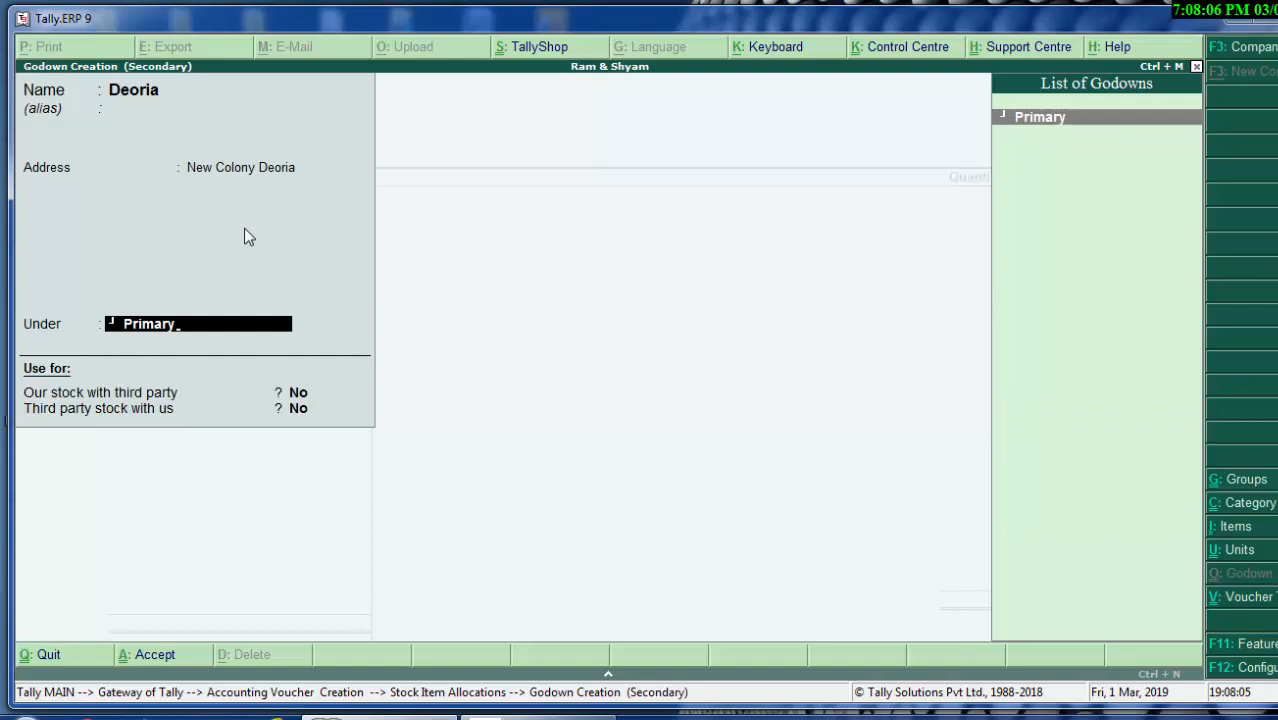 7:08:06 PM 03/0
Tally.ERP 9
P: Print
E: Export
M: E-Mail
O: Upload
S: TallyShop
G: Language
K: Keyboard
K: Control Centre
H: Support Centre
H: Help
F3: Compan
Godown Creation (Secondary)
Ram & Shyam
Ctrl + M
F3: New Co
Name : Deoria
List of Godowns
(alias) :
Primary
Address : New Colony Deoria
Quanti
Under : Primary
Use for:
Our stock with third party ? No
Third party stock with us ? No
G: Groups
C: Category
I: Items
U: Units
O: Godown
V: Voucher
F11: Feature
F12: Config
Q: Quit
A: Accept
D: Delete
Ctrl + N
Tally MAIN --> Gateway of Tally --> Accounting Voucher Creation --> Stock Item Allocations --> Godown Creation (Secondary)
© Tally Solutions Pvt Ltd., 1988-2018
Fri, 1 Mar, 2019
19:08:05